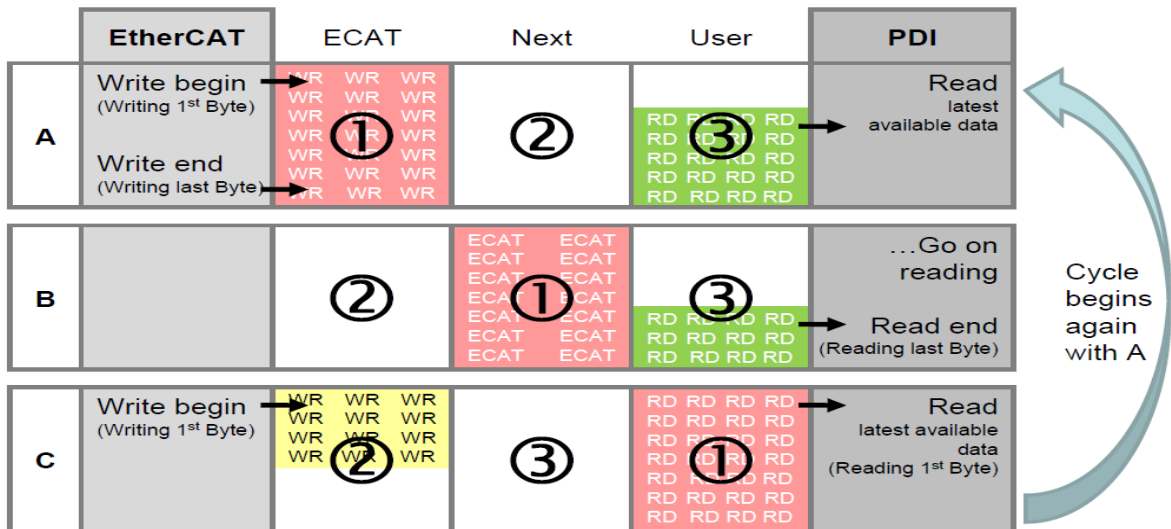 EtherCAT ECAT Next User PDI
A
Write begin
(Writing 1st Byte)
Write end
(Writing last Byte)
WR WR WR
WR WR WR
WR WR WR
WR WR WR
WR WR WR
WR WR WR
WR WR WR
①
②
RD RD RD RD
RD RD RD RD
RD RD RD RD
RD RD RD RD
RD RD RD RD
③
Read
latest
available data
B
②
ECAT ECAT
ECAT ECAT
ECAT ECAT
ECAT ECAT
ECAT ECAT
ECAT ECAT
ECAT ECAT
①
③
RD RD RD RD
RD RD RD RD
RD RD RD RD
...Go on
reading
Read end
(Reading last Byte)
C
Write begin
(Writing 1st Byte)
WR WR WR
WR WR WR
WR WR WR
WR WR WR
②
③
RD RD RD RD
RD RD RD RD
RD RD RD RD
RD RD RD RD
RD RD RD RD
RD RD RD RD
RD RD RD RD
①
Read
latest available
data
(Reading 1st Byte)
Cycle
begins
again
with A